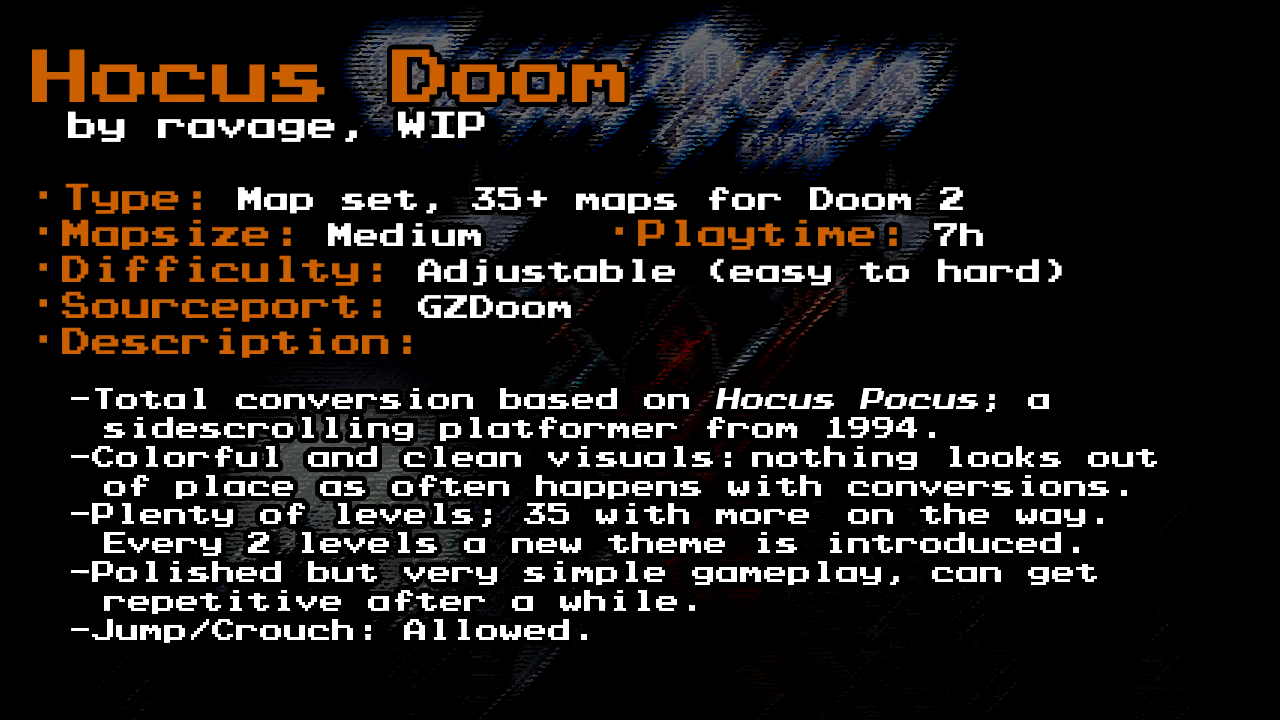 Hocus Doom
by ravage, WIP
·Type: Map set, 35+ maps for Doom 2
·Mapsize: Medium ·Playtime: 7h
·Difficulty: Adjustable (easy to hard)
·Sourceport: GZDoom
·Description:
-Total conversion based on Hocus Pocus; a
sidescrolling platformer from 1994.
-Colorful and clean visuals: nothing looks out
of place as often happens with conversions.
-Plenty of levels; 35 with more on the way.
Every 2 levels a new theme is introduced.
-Polished but very simple gameplay, can get
repetitive after a while.
-Jump/Crouch: Allowed.